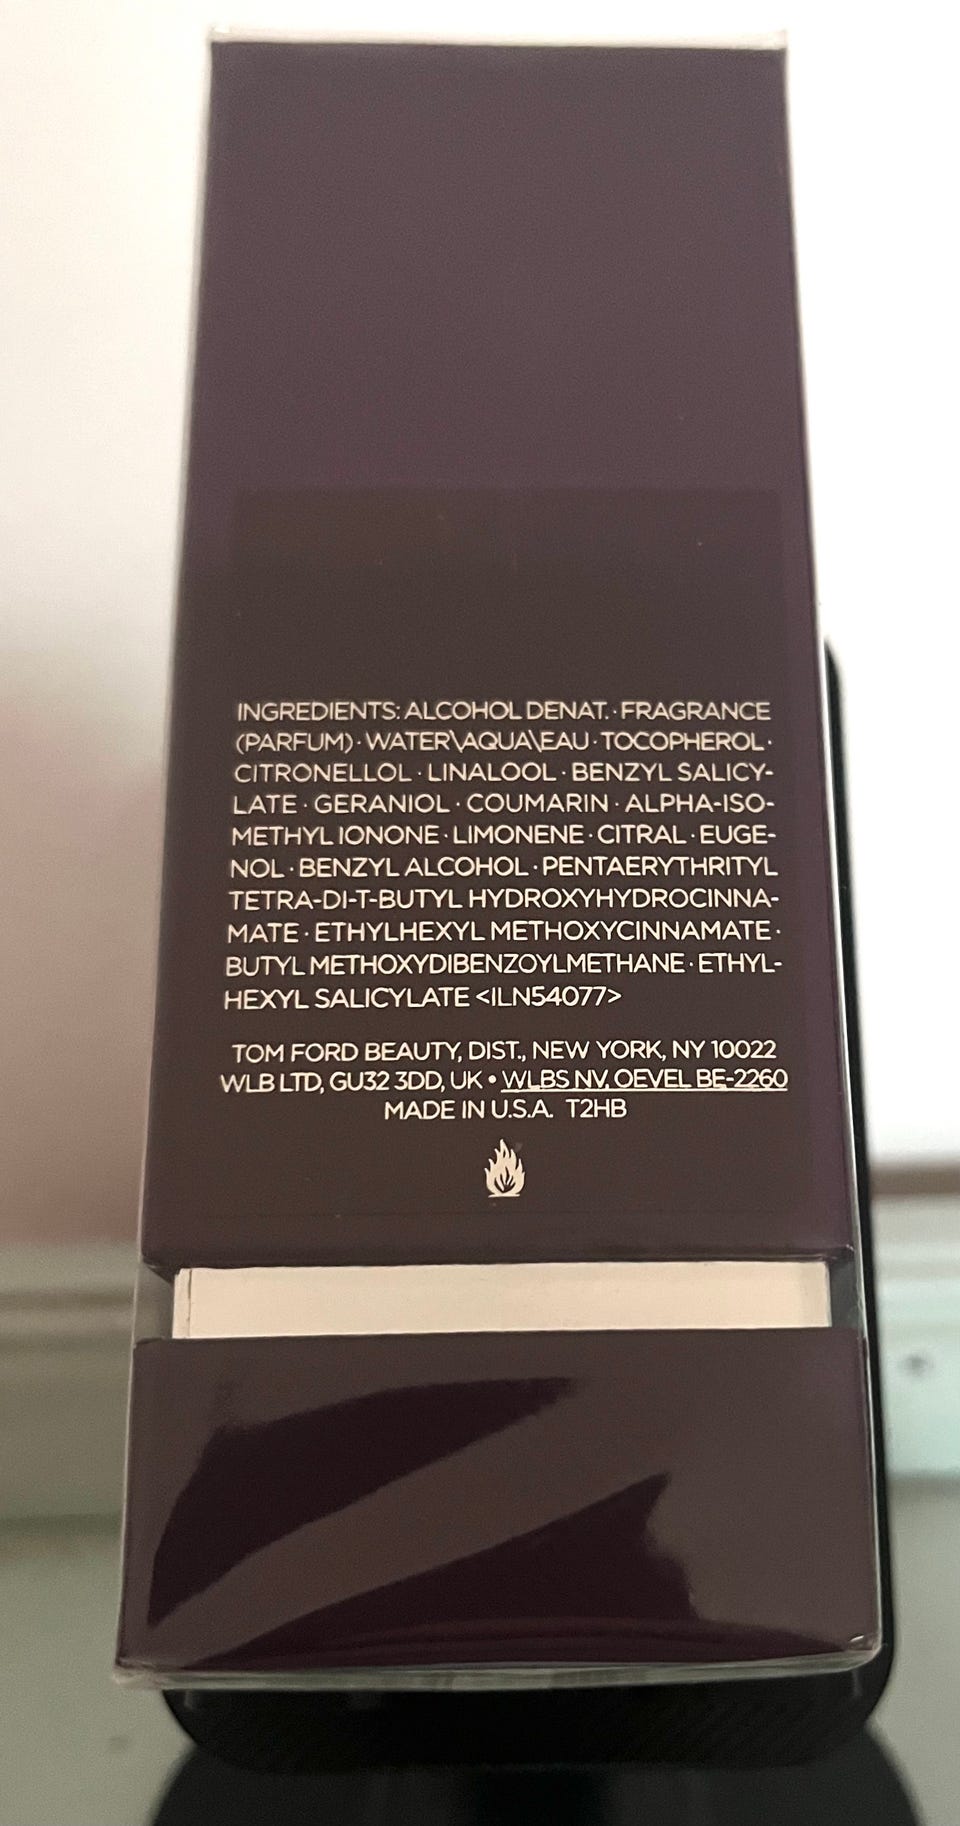 INGREDIENTS: ALCOHOL DENAT. · FRAGRANCE
(PARFUM) · WATER\AQUA\EAU · TOCOPHEROL ·
CITRONELLOL · LINALOOL · BENZYL SALICY-
LATE · GERANIOL · COUMARIN · ALPHA-ISO-
METHYL IONONE · LIMONENE · CITRAL · EUGE-
NOL · BENZYL ALCOHOL · PENTAERYTHRITYL
TETRA-DI-T-BUTYL HYDROXYHYDROCINNA-
MATE · ETHYLHEXYL METHOXYCINNAMATE ·
BUTYL METHOXYDIBENZOYLMETHANE · ETHYL-
HEXYL SALICYLATE <ILN54077>
TOM FORD BEAUTY, DIST., NEW YORK, NY 10022
WLB LTD, GU32 3DD, UK • WLBS NV, OEVEL BE-2260
MADE IN U.S.A. T2HB